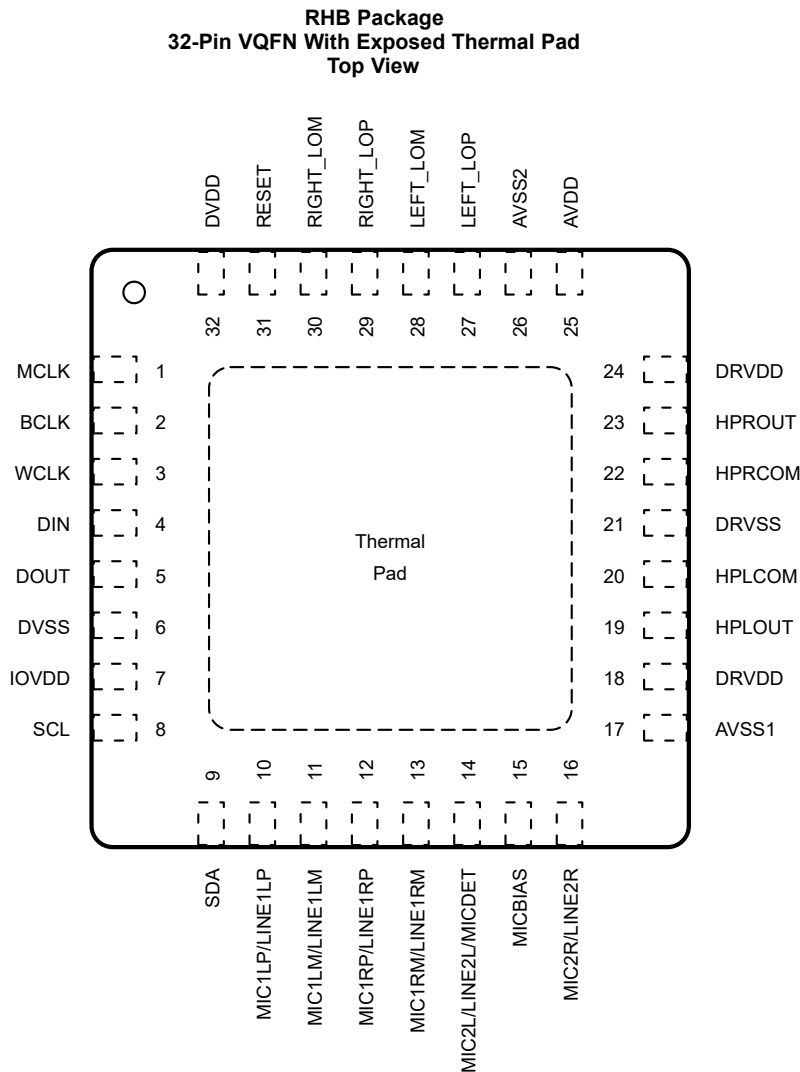 RHB Package
32-Pin VQFN With Exposed Thermal Pad
Top View
DVDD
RESET
RIGHT_LOM
RIGHT_LOP
LEFT_LOM
LEFT_LOP
AVSS2
AVDD
32
31
30
29
28
27
26
25
MCLK 1
BCLK 2
WCLK 3
DIN 4
DOUT 5
DVSS 6
IOVDD 7
SCL 8
Thermal
Pad
24 DRVDD
23 HPROUT
22 HPRCOM
21 DRVSS
20 HPLCOM
19 HPLOUT
18 DRVDD
17 AVSS1
9
10
11
12
13
14
15
16
SDA
MIC1LP/LINE1LP
MIC1LM/LINE1LM
MIC1RP/LINE1RP
MIC1RM/LINE1RM
MIC2L/LINE2L/MICDET
MICBIAS
MIC2R/LINE2R